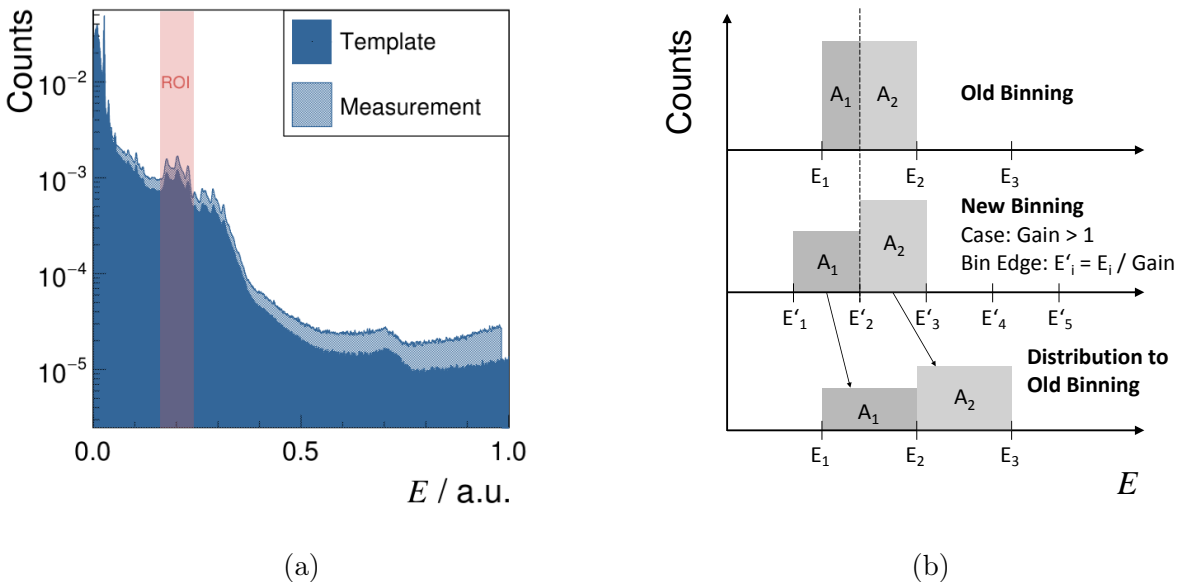 Counts
10⁻²
10⁻³
10⁻⁴
10⁻⁵
ROI
Template
Measurement
0.0
0.5
1.0
E / a.u.
(a)
Counts
A₁
A₂
Old Binning
E₁
E₂
E₃
New Binning
Case: Gain > 1
Bin Edge: E‘ᵢ = Eᵢ / Gain
A₁
A₂
E‘₁
E‘₂
E‘₃
E‘₄
E‘₅
Distribution to
Old Binning
A₁
A₂
E₁
E₂
E₃
E
(b)